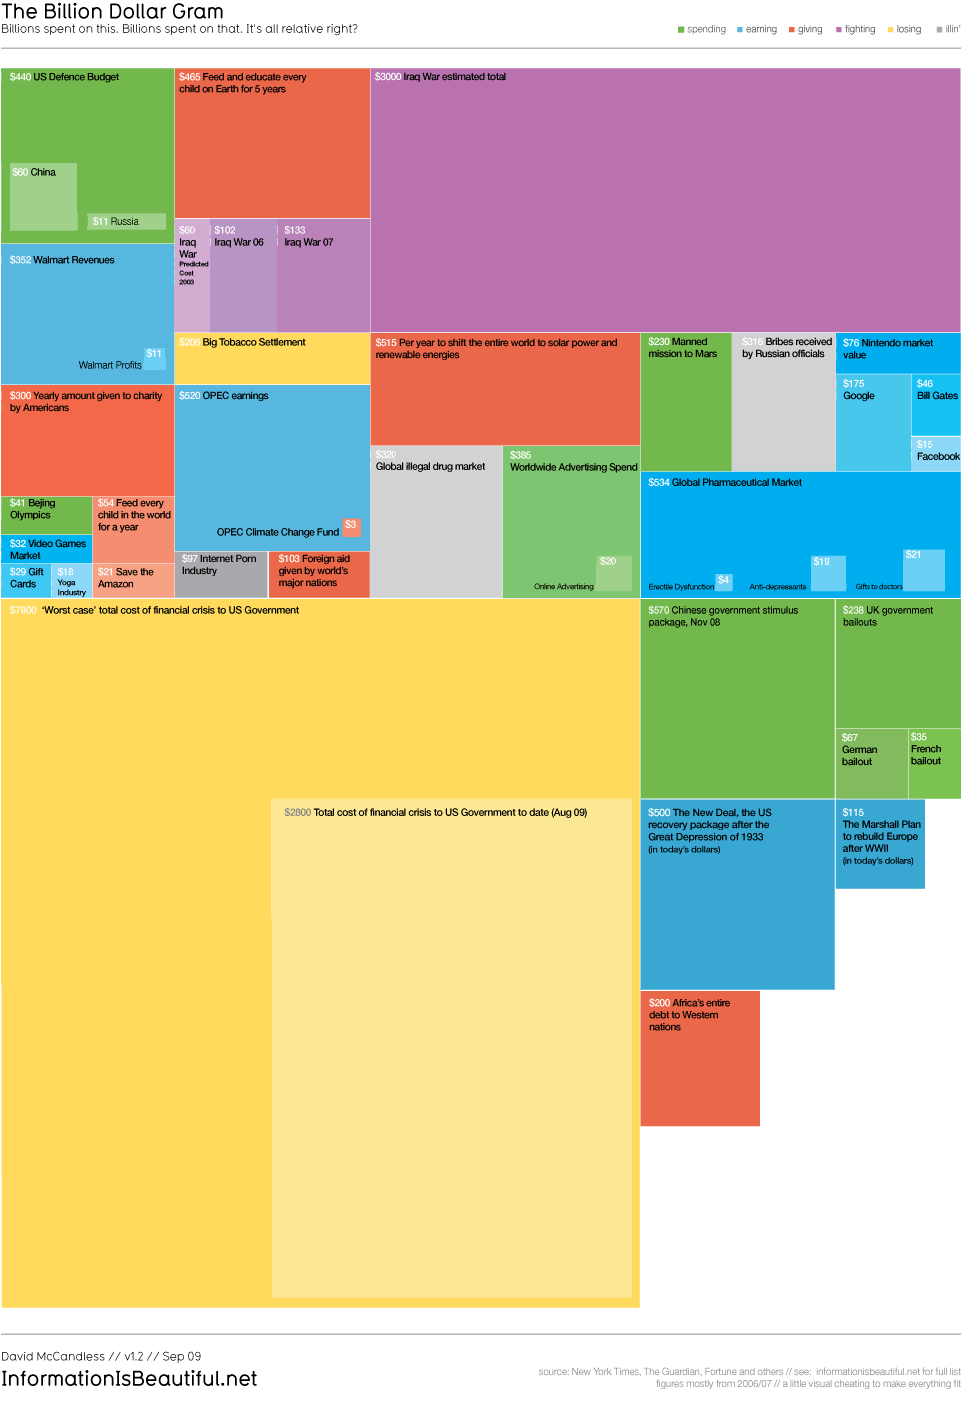 The Billion Dollar Gram
Billions spent on this. Billions spent on that. It's all relative right?
spending
earning
giving
fighting
losing
illin'
$440 US Defence Budget
$60 China
$11 Russia
$465 Feed and educate every
child on Earth for 5 years
$3000 Iraq War estimated total
$60
Iraq
War
Predicted
Cost
2003
$102
Iraq War 06
$133
Iraq War 07
$352 Walmart Revenues
$11
Walmart Profits
$206 Big Tobacco Settlement
$515 Per year to shift the entire world to solar power and
renewable energies
$230 Manned
mission to Mars
$316 Bribes received
by Russian officials
$76 Nintendo market
value
$175
Google
$46
Bill Gates
$15
Facebook
$300 Yearly amount given to charity
by Americans
$520 OPEC earnings
$3
OPEC Climate Change Fund
$320
Global illegal drug market
$385
Worldwide Advertising Spend
$20
Online Advertising
$534 Global Pharmaceutical Market
Erectile Dysfunction $4
Anti-depressants $19
Gifts to doctors $21
$41 Bejing
Olympics
$54 Feed every
child in the world
for a year
$32 Video Games
Market
$29 Gift
Cards
$18
Yoga
Industry
$21 Save the
Amazon
$97 Internet Porn
Industry
$103 Foreign aid
given by world's
major nations
$7800 'Worst case' total cost of financial crisis to US Government
$2800 Total cost of financial crisis to US Government to date (Aug 09)
$570 Chinese government stimulus
package, Nov 08
$238 UK government
bailouts
$67
German
bailout
$35
French
bailout
$500 The New Deal, the US
recovery package after the
Great Depression of 1933
(in today's dollars)
$115
The Marshall Plan
to rebuild Europe
after WWII
(in today's dollars)
$200 Africa's entire
debt to Western
nations
David McCandless // v1.2 // Sep 09
InformationIsBeautiful.net
source: New York Times, The Guardian, Fortune and others // see: informationisbeautiful.net for full list
figures mostly from 2006/07 // a little visual cheating to make everything fit